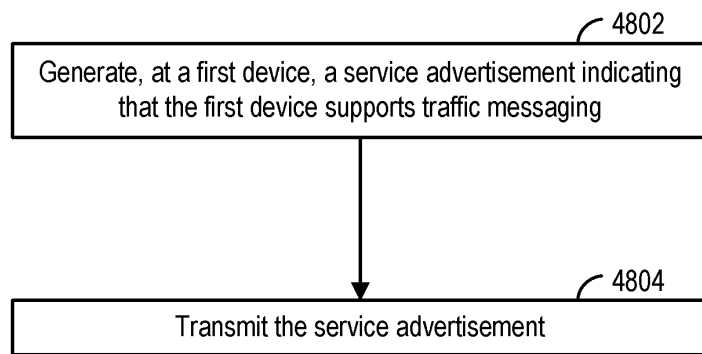 4802
Generate, at a first device, a service advertisement indicating
that the first device supports traffic messaging
4804
Transmit the service advertisement